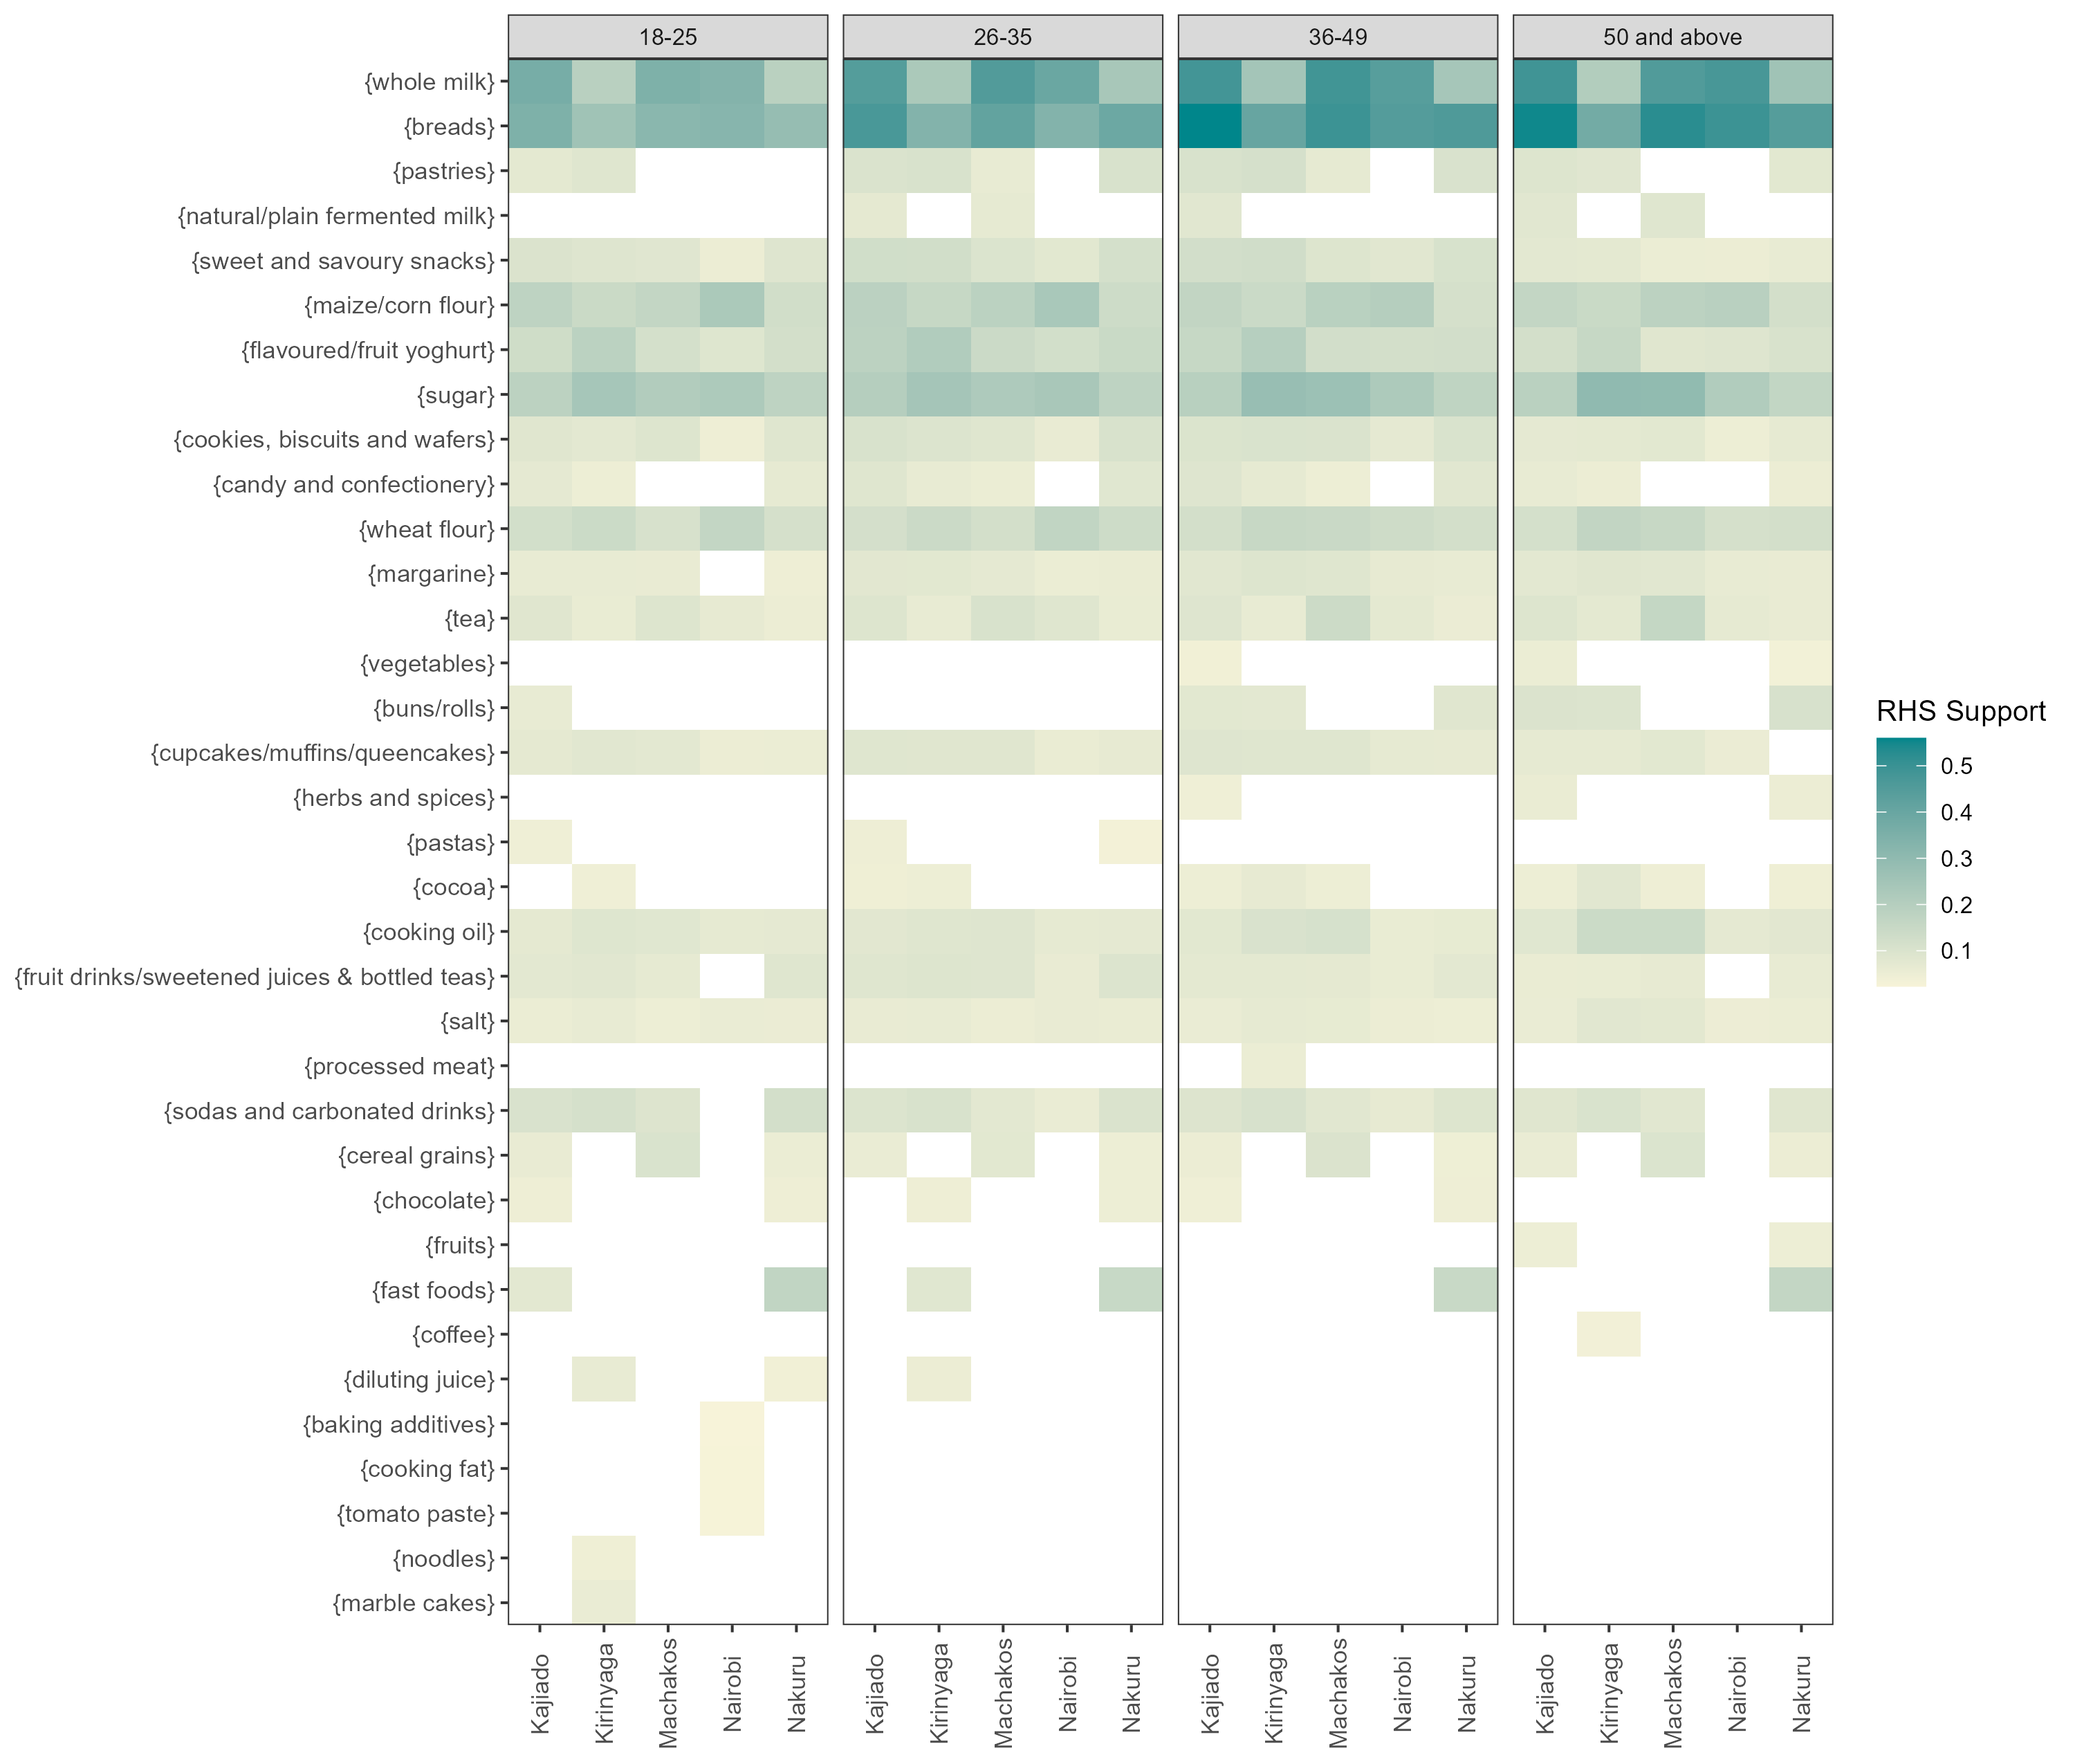 18-25
26-35
36-49
50 and above
{whole milk}
{breads}
{pastries}
{natural/plain fermented milk}
{sweet and savoury snacks}
{maize/corn flour}
{flavoured/fruit yoghurt}
{sugar}
{cookies, biscuits and wafers}
{candy and confectionery}
{wheat flour}
{margarine}
{tea}
{vegetables}
{buns/rolls}
{cupcakes/muffins/queencakes}
{herbs and spices}
{pastas}
{cocoa}
{cooking oil}
{fruit drinks/sweetened juices & bottled teas}
{salt}
{processed meat}
{sodas and carbonated drinks}
{cereal grains}
{chocolate}
{fruits}
{fast foods}
{coffee}
{diluting juice}
{baking additives}
{cooking fat}
{tomato paste}
{noodles}
{marble cakes}
Kajiado
Kirinyaga
Machakos
Nairobi
Nakuru
Kajiado
Kirinyaga
Machakos
Nairobi
Nakuru
Kajiado
Kirinyaga
Machakos
Nairobi
Nakuru
Kajiado
Kirinyaga
Machakos
Nairobi
Nakuru
RHS Support
0.5
0.4
0.3
0.2
0.1